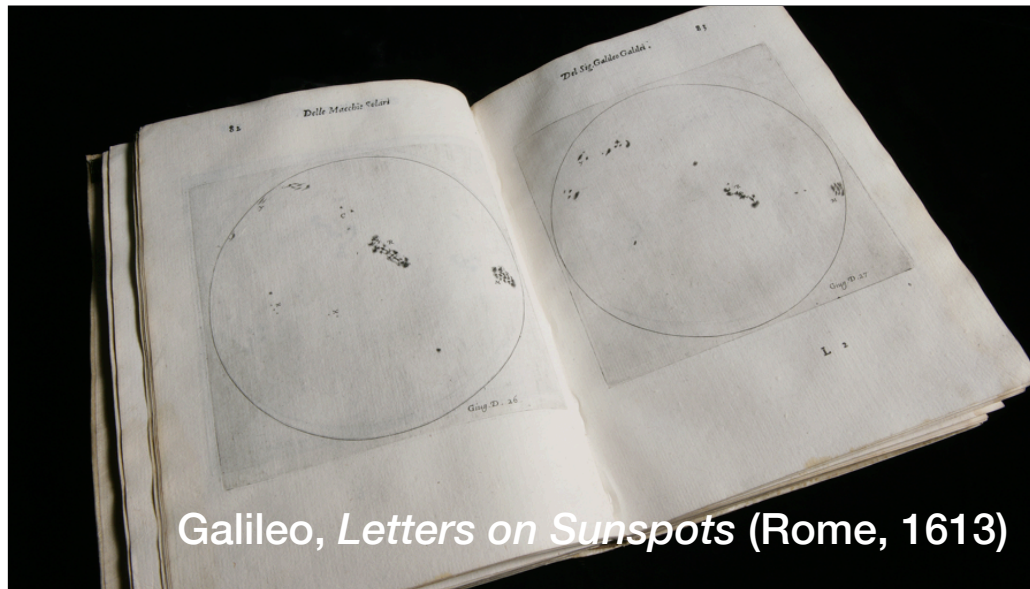 82
Delle Macchie Solari
Giug. D. 26
83
Del Sig. Galileo Galilei.
Giug. D. 27
L 2
Galileo, Letters on Sunspots (Rome, 1613)